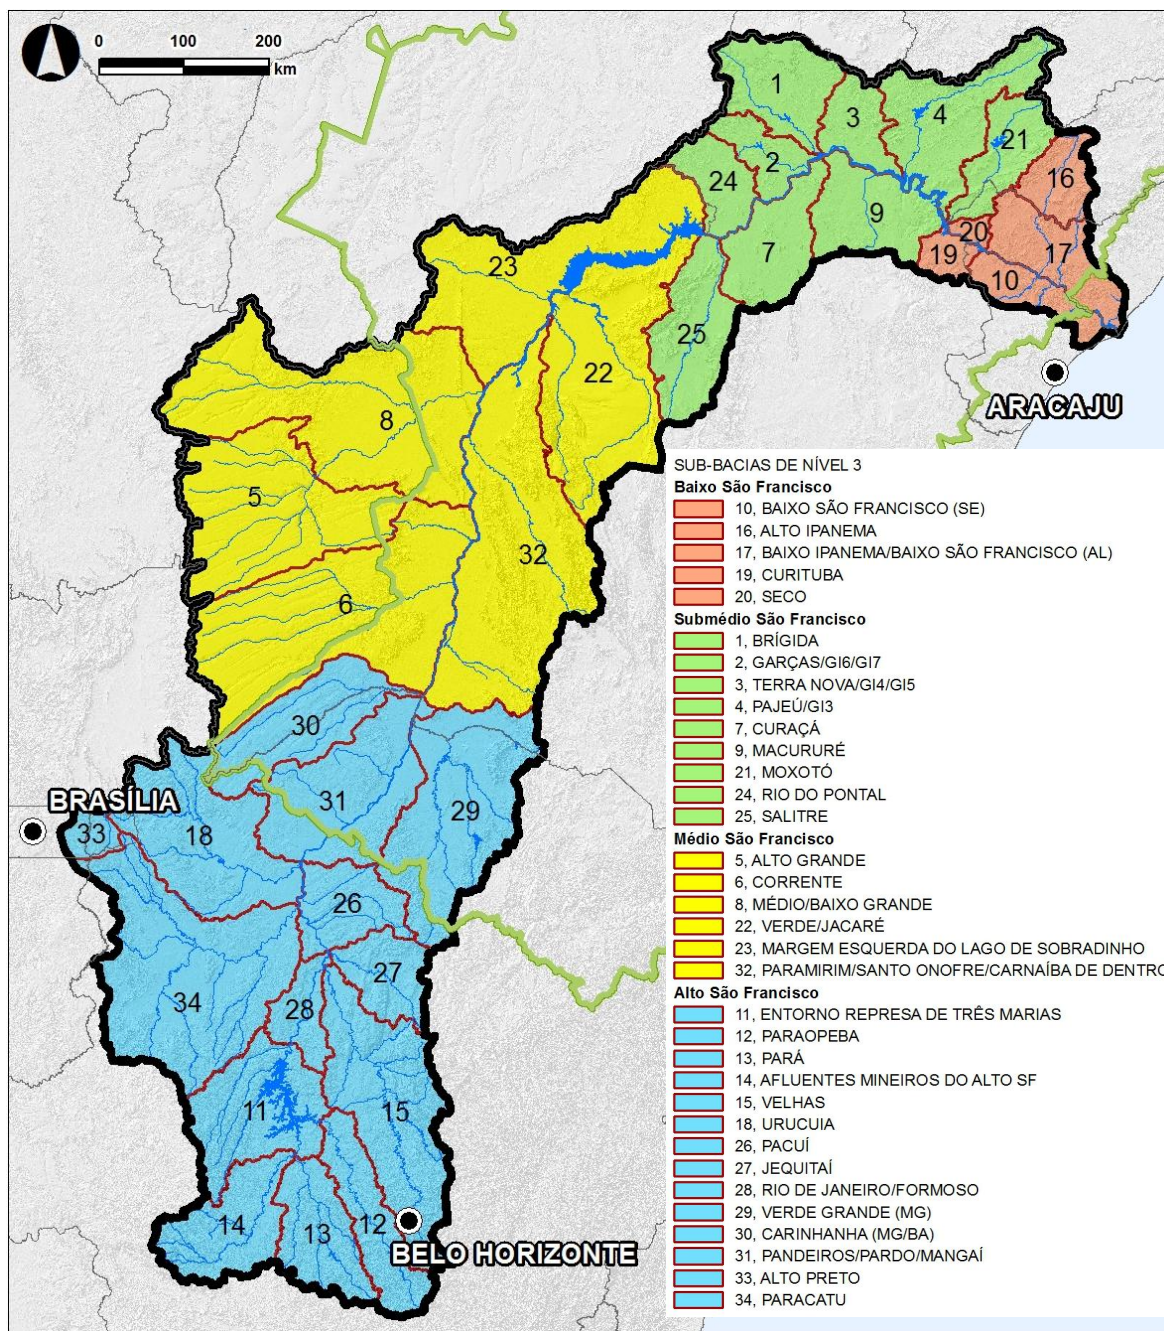 0 100 200
km
1
3
4
2
21
24
16
9
7
20
17
19
10
23
25
22
8
ARACAJU
5
32
6
30
31
29
BRASÍLIA
33
18
26
27
34
28
11
15
14
13
12
BELO HORIZONTE
SUB-BACIAS DE NÍVEL 3
Baixo São Francisco
10, BAIXO SÃO FRANCISCO (SE)
16, ALTO IPANEMA
17, BAIXO IPANEMA/BAIXO SÃO FRANCISCO (AL)
19, CURITUBA
20, SECO
Submédio São Francisco
1, BRÍGIDA
2, GARÇAS/GI6/GI7
3, TERRA NOVA/GI4/GI5
4, PAJEÚ/GI3
7, CURAÇÁ
9, MACURURÉ
21, MOXOTÓ
24, RIO DO PONTAL
25, SALITRE
Médio São Francisco
5, ALTO GRANDE
6, CORRENTE
8, MÉDIO/BAIXO GRANDE
22, VERDE/JACARÉ
23, MARGEM ESQUERDA DO LAGO DE SOBRADINHO
32, PARAMIRIM/SANTO ONOFRE/CARNAÍBA DE DENTRO
Alto São Francisco
11, ENTORNO REPRESA DE TRÊS MARIAS
12, PARAOPEBA
13, PARÁ
14, AFLUENTES MINEIROS DO ALTO SF
15, VELHAS
18, URUCUIA
26, PACUÍ
27, JEQUITAÍ
28, RIO DE JANEIRO/FORMOSO
29, VERDE GRANDE (MG)
30, CARINHANHA (MG/BA)
31, PANDEIROS/PARDO/MANGAÍ
33, ALTO PRETO
34, PARACATU